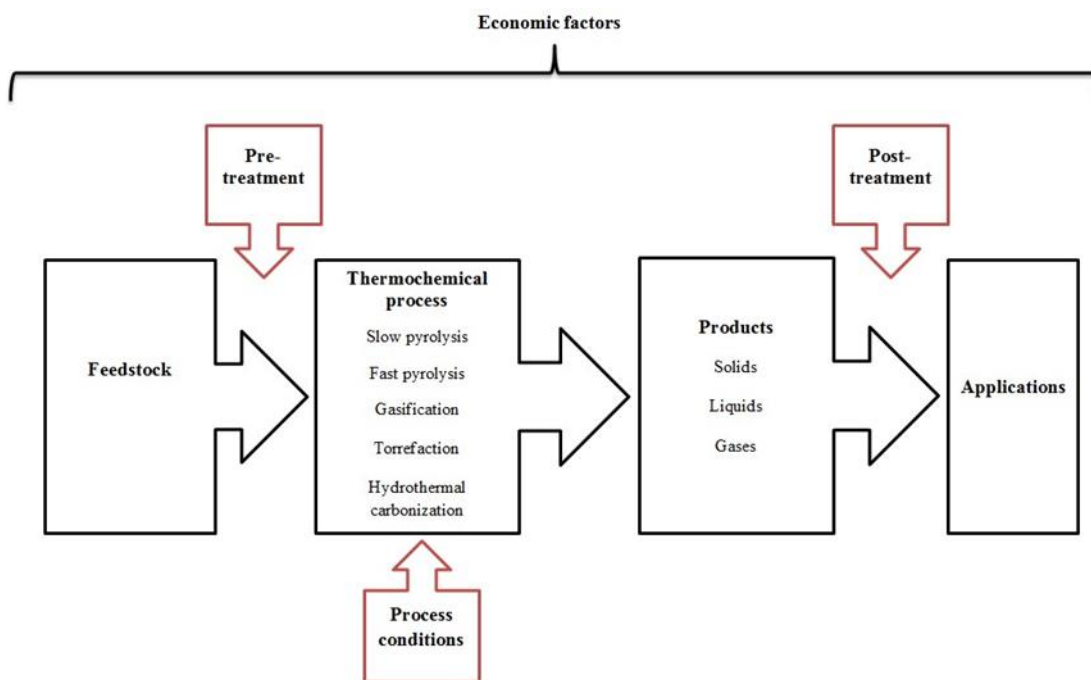 Economic factors
Pre-
treatment
Post-
treatment
Feedstock
Thermochemical
process
Slow pyrolysis
Fast pyrolysis
Gasification
Torrefaction
Hydrothermal
carbonization
Products
Solids
Liquids
Gases
Applications
Process
conditions